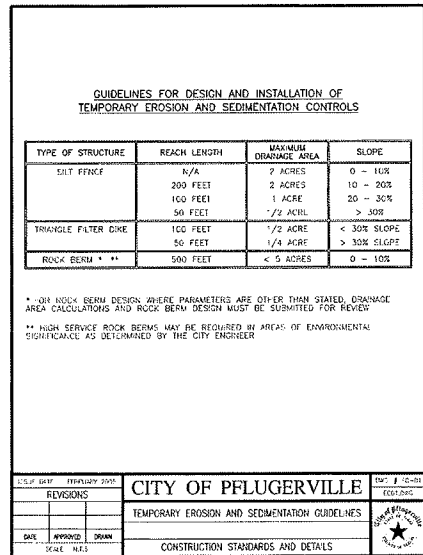 GUIDELINES FOR DESIGN AND INSTALLATION OF
TEMPORARY EROSION AND SEDIMENTATION CONTROLS
TYPE OF STRUCTURE REACH LENGTH MAXIMUM DRAINAGE AREA SLOPE
SILT FENCE N/A 2 ACRES 0 - 10%
200 FEET 2 ACRES 10 - 20%
100 FEET 1 ACRE 20 - 30%
50 FEET 1/2 ACRE > 30%
TRIANGLE FILTER DIKE 100 FEET 1/2 ACRE < 30% SLOPE
50 FEET 1/4 ACRE > 30% SLOPE
ROCK BERM * ** 500 FEET < 5 ACRES 0 - 10%
* FOR ROCK BERM DESIGN WHERE PARAMETERS ARE OTHER THAN STATED, DRAINAGE
AREA CALCULATIONS AND ROCK BERM DESIGN MUST BE SUBMITTED FOR REVIEW
** HIGH SERVICE ROCK BERMS MAY BE REQUIRED IN AREAS OF ENVIRONMENTAL
SIGNIFICANCE AS DETERMINED BY THE CITY ENGINEER
ISSUE DATE FEBRUARY
REVISIONS
DATE APPROVED DRAWN
SCALE N.T.S
CITY OF PFLUGERVILLE
TEMPORARY EROSION AND SEDIMENTATION GUIDELINES
CONSTRUCTION STANDARDS AND DETAILS
City of Pflugerville